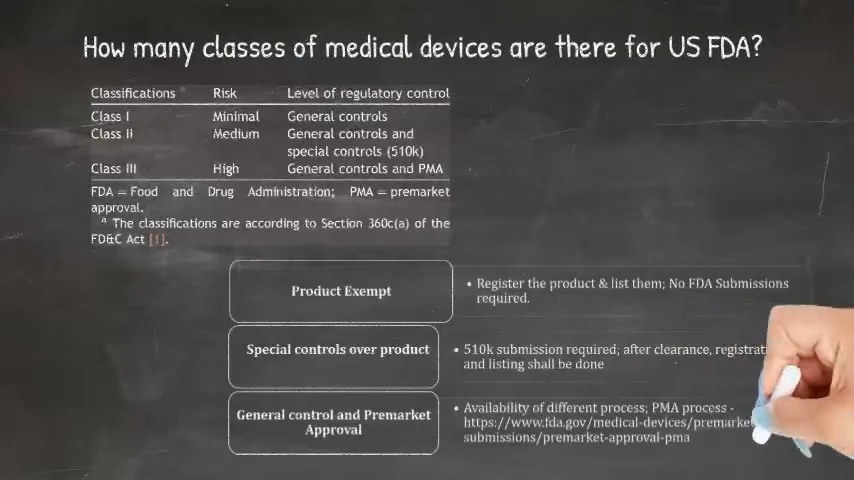 How many classes of medical devices are there for US FDA?
Classifications Risk Level of regulatory control
Class I Minimal General controls
Class II Medium General controls and
special controls (510k)
Class III High General controls and PMA
FDA = Food and Drug Administration; PMA = premarket
approval.
a The classifications are according to Section 360c(a) of the
FD&C Act [1].
Product Exempt
• Register the product & list them; No FDA Submissions
required.
Special controls over product
• 510k submission required; after clearance,
and listing shall be done
General control and Premarket
Approval
• Availability of different process; PMA process -
https://www.fda.gov/medical-devices/premarket
submissions/premarket-approval-pma